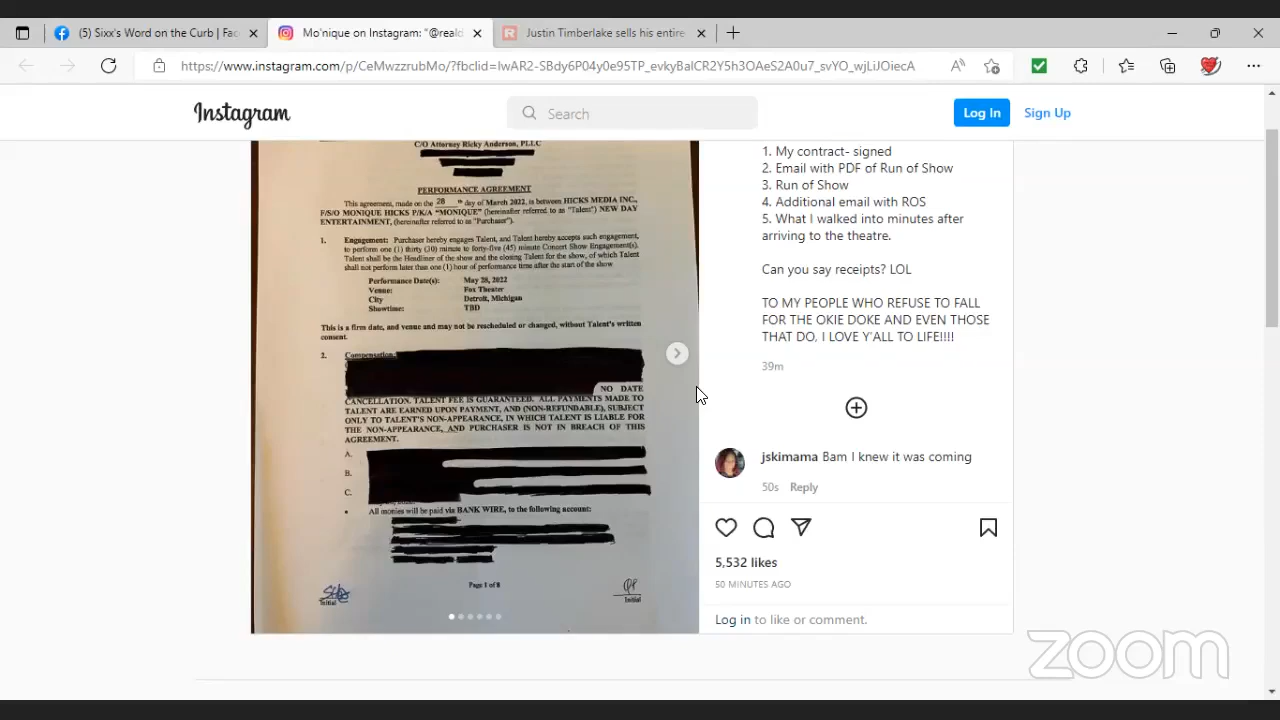 (5) Sixx's Word on the Curb | Fac
Mo'nique on Instagram: "@reald
Justin Timberlake sells his entire
https://www.instagram.com/p/CeMwzzrubMo/?fbclid=IwAR2-SBdy6P04y0e95TP_evkyBalCR2Y5h3OAeS2A0u7_svYO_wjLiJOiecA
Instagram
Search
Log In
Sign Up
C/O Attorney Ricky Anderson, PLLC
PERFORMANCE AGREEMENT
This agreement, made on the 28 th day of March 2022, is between HICKS MEDIA INC.,
F/S/O MONIQUE HICKS P/K/A "MONIQUE" (hereinafter referred to as "Talent") NEW DAY
ENTERTAINMENT, (hereinafter referred to as "Purchaser").
1. Engagement: Purchaser hereby engages Talent, and Talent hereby accepts such engagement,
to perform one (1) thirty (30) minute to forty-five (45) minute Concert Show Engagement(s).
Talent shall be the Headliner of the show and the closing Talent for the show, of which Talent
shall not perform later than one (1) hour of performance time after the start of the show
Performance Date(s): May 28, 2022
Venue: Fox Theater
City Detroit, Michigan
Showtime: TBD
This is a firm date, and venue and may not be rescheduled or changed, without Talent's written
consent.
2. Compensation.
NO DATE
CANCELLATION. TALENT FEE IS GUARANTEED. ALL PAYMENTS MADE TO
TALENT ARE EARNED UPON PAYMENT, AND (NON-REFUNDABLE), SUBJECT
ONLY TO TALENT'S NON-APPEARANCE, IN WHICH TALENT IS LIABLE FOR
THE NON-APPEARANCE, AND PURCHASER IS NOT IN BREACH OF THIS
AGREEMENT.
A.
B.
C.
• All monies will be paid via BANK WIRE, to the following account:
Page 1 of 8
Initial
Initial
1. My contract- signed
2. Email with PDF of Run of Show
3. Run of Show
4. Additional email with ROS
5. What I walked into minutes after
arriving to the theatre.
Can you say receipts? LOL
TO MY PEOPLE WHO REFUSE TO FALL
FOR THE OKIE DOKE AND EVEN THOSE
THAT DO, I LOVE Y'ALL TO LIFE!!!!
39m
jskimama Bam I knew it was coming
50s Reply
5,532 likes
50 MINUTES AGO
Log in to like or comment.
zoom